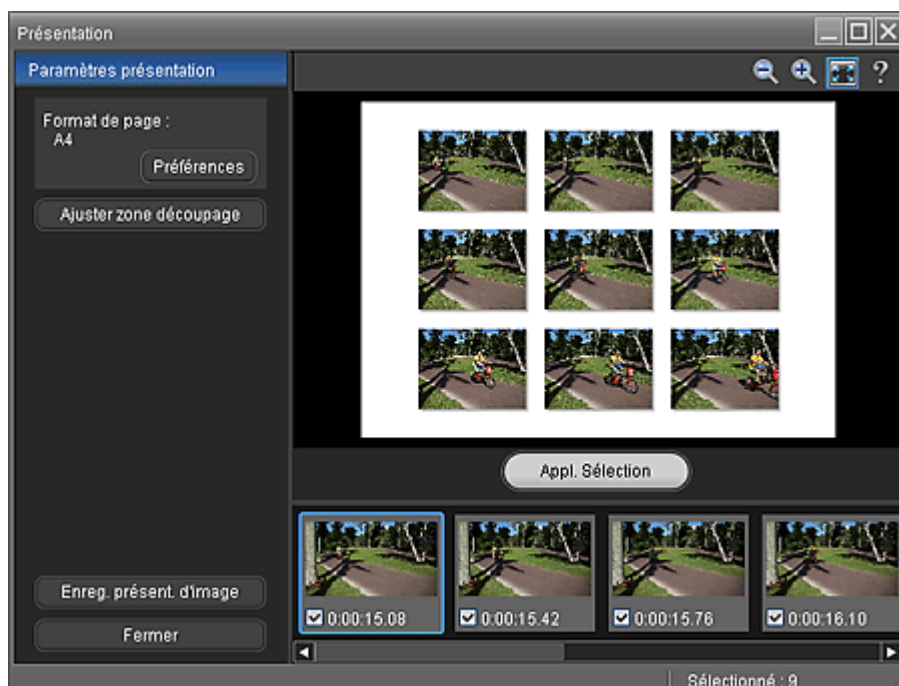 Présentation
Paramètres présentation
?
Format de page :
A4
Préférences
Ajuster zone découpage
Appl. Sélection
0:00:15.08
0:00:15.42
0:00:15.76
0:00:16.10
Enreg. présent. d'image
Fermer
Sélectionné : 9